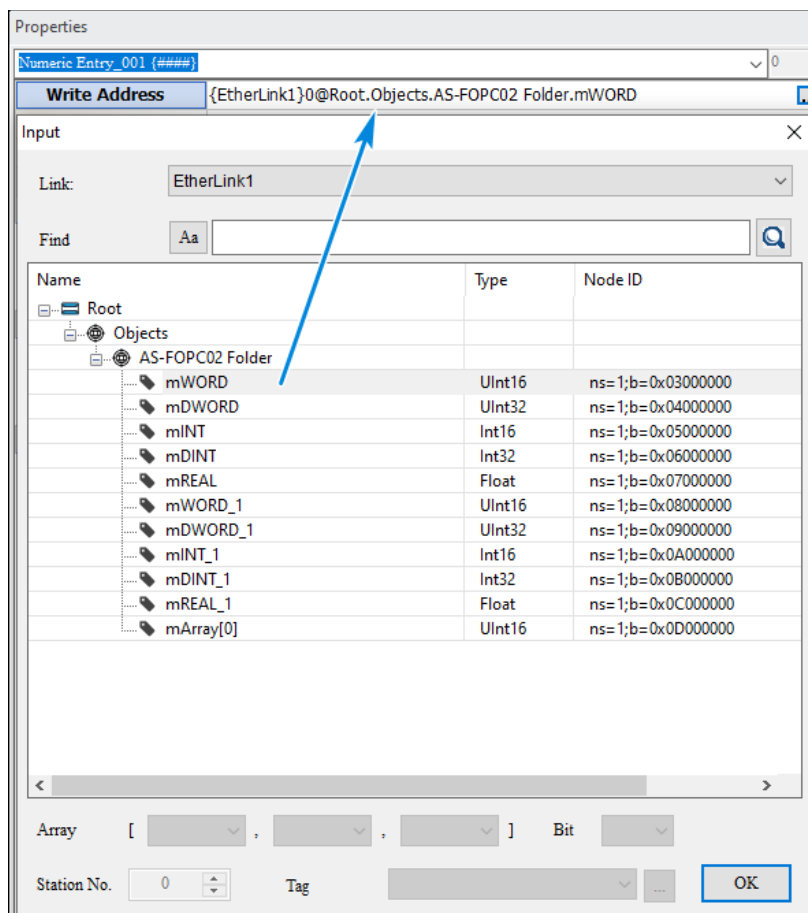 Properties
Numeric Entry_001 {####} 0
Write Address {EtherLink1}0@Root.Objects.AS-FOPC02 Folder.mWORD
Input
Link: EtherLink1
Find Aa
Name Type Node ID
Root
Objects
AS-FOPC02 Folder
mWORD UInt16 ns=1;b=0x03000000
mDWORD UInt32 ns=1;b=0x04000000
mINT Int16 ns=1;b=0x05000000
mDINT Int32 ns=1;b=0x06000000
mREAL Float ns=1;b=0x07000000
mWORD_1 UInt16 ns=1;b=0x08000000
mDWORD_1 UInt32 ns=1;b=0x09000000
mINT_1 Int16 ns=1;b=0x0A000000
mDINT_1 Int32 ns=1;b=0x0B000000
mREAL_1 Float ns=1;b=0x0C000000
mArray[0] UInt16 ns=1;b=0x0D000000
Array [ , , ] Bit
Station No. 0 Tag ... OK